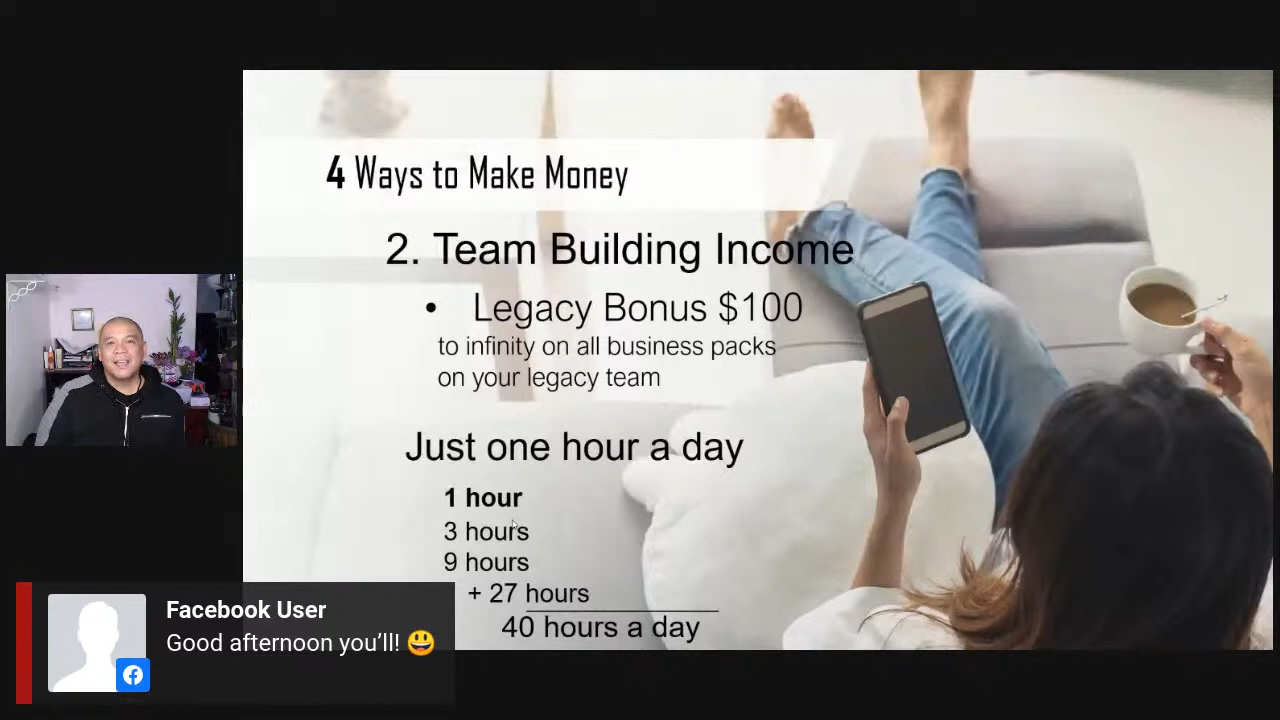 4 Ways to Make Money
2. Team Building Income
• Legacy Bonus $100
to infinity on all business packs
on your legacy team
Just one hour a day
1 hour
3 hours
9 hours
+ 27 hours
40 hours a day
Facebook User
Good afternoon you’ll! 😃